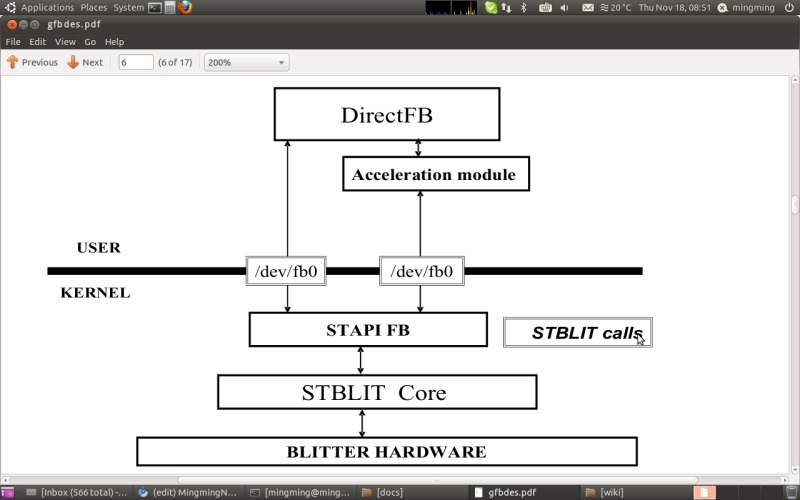 Applications Places System 20 °C Thu Nov 18, 08:51 mingming
gfbdes.pdf
File Edit View Go Help
Previous Next 6 (6 of 17) 200%
DirectFB
Acceleration module
USER
/dev/fb0 /dev/fb0
KERNEL
STAPI FB
STBLIT calls
STBLIT Core
BLITTER HARDWARE
[Inbox (566 total) -... (edit) MingmingN... [mingming@ming... [docs] gfbdes.pdf [wiki]